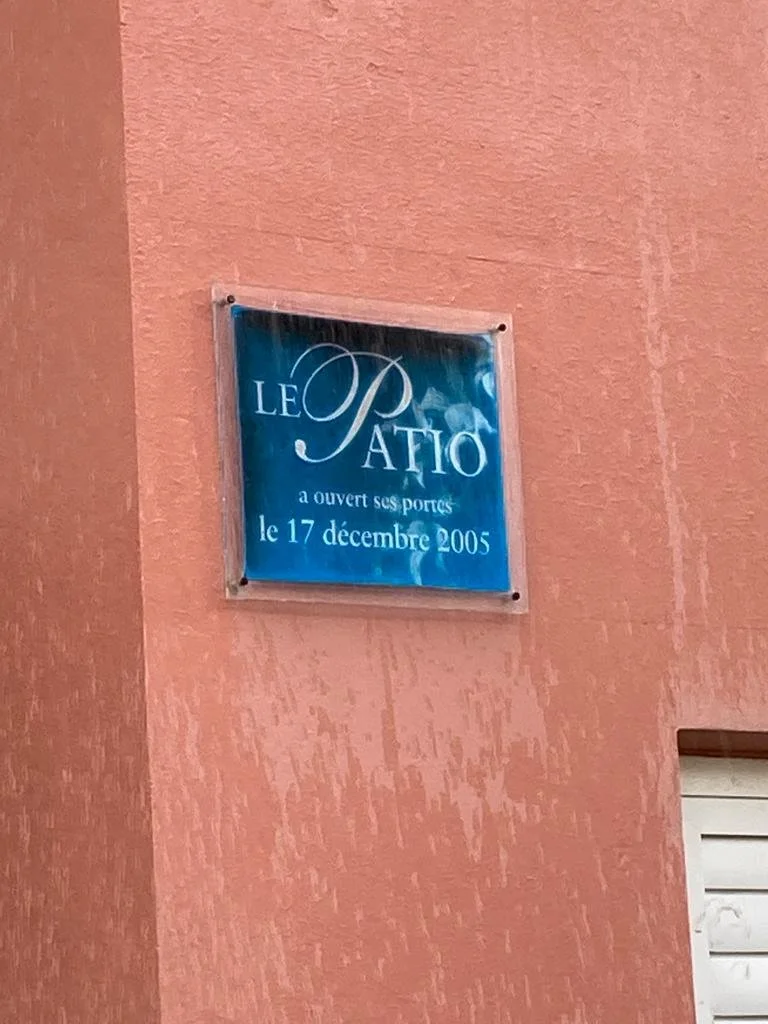 LE PATIO
a ouvert ses portes
le 17 décembre 2005